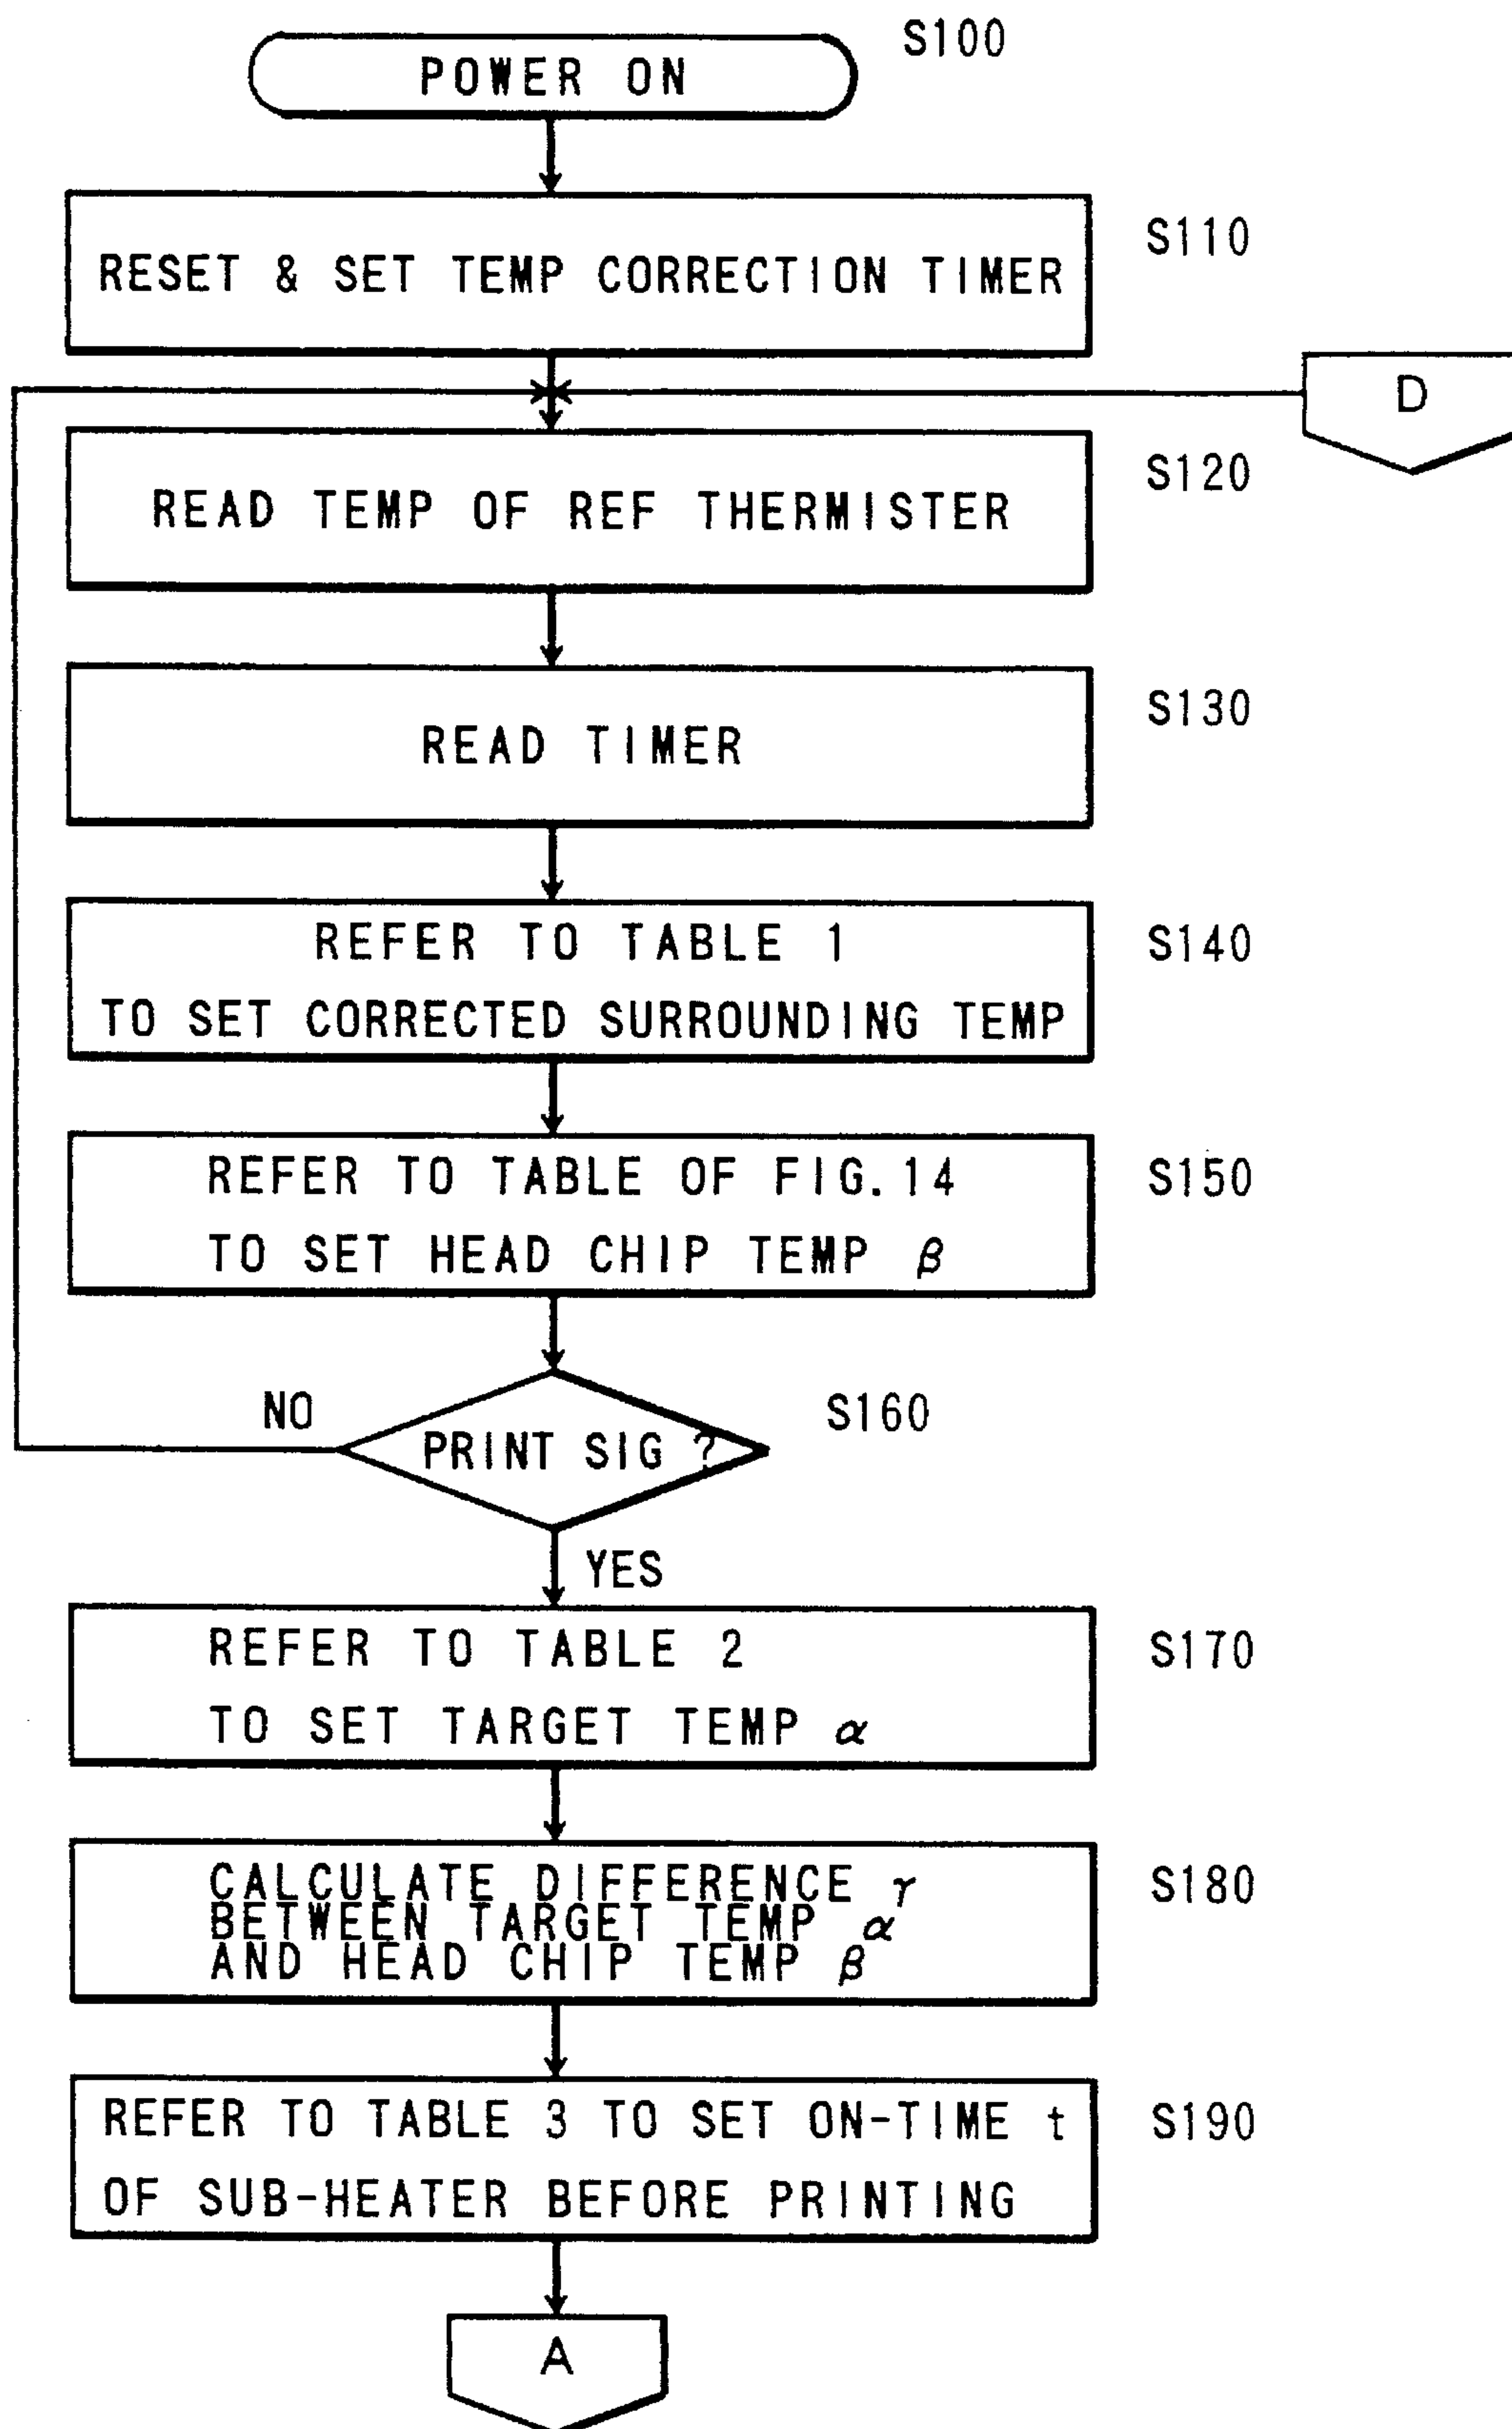 POWER ON
S100
RESET & SET TEMP CORRECTION TIMER
S110
D
READ TEMP OF REF THERMISTER
S120
READ TIMER
S130
REFER TO TABLE 1
TO SET CORRECTED SURROUNDING TEMP
S140
REFER TO TABLE OF FIG.14
TO SET HEAD CHIP TEMP β
S150
NO
PRINT SIG ?
S160
YES
REFER TO TABLE 2
TO SET TARGET TEMP α
S170
CALCULATE DIFFERENCE γ
BETWEEN TARGET TEMP α
AND HEAD CHIP TEMP β
S180
REFER TO TABLE 3 TO SET ON-TIME t
OF SUB-HEATER BEFORE PRINTING
S190
A